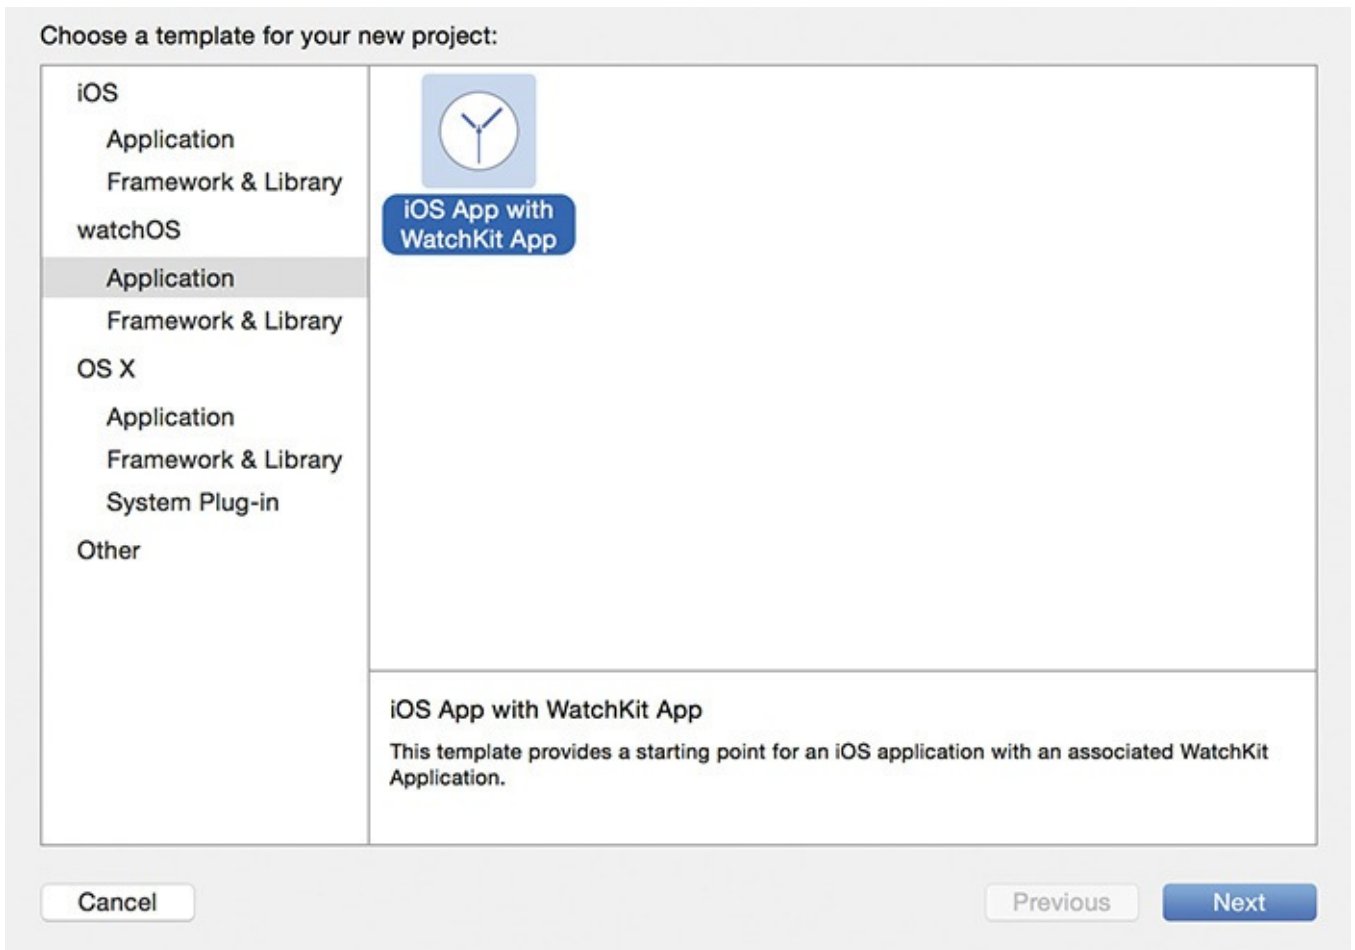 Choose a template for your new project:
iOS
Application
Framework & Library
watchOS
Application
Framework & Library
OS X
Application
Framework & Library
System Plug-in
Other
iOS App with
WatchKit App
iOS App with WatchKit App
This template provides a starting point for an iOS application with an associated WatchKit
Application.
Cancel
Previous
Next